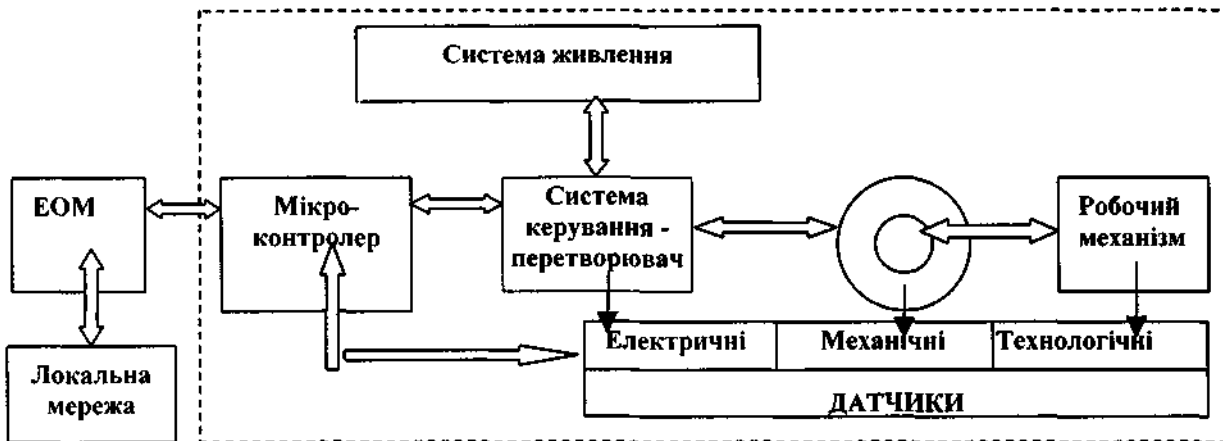 Система живлення
ЕОМ
Мікро-
контролер
Система
керування -
перетворювач
Робочий
механізм
Електричні
Механічні
Технологічні
ДАТЧИКИ
Локальна
мережа